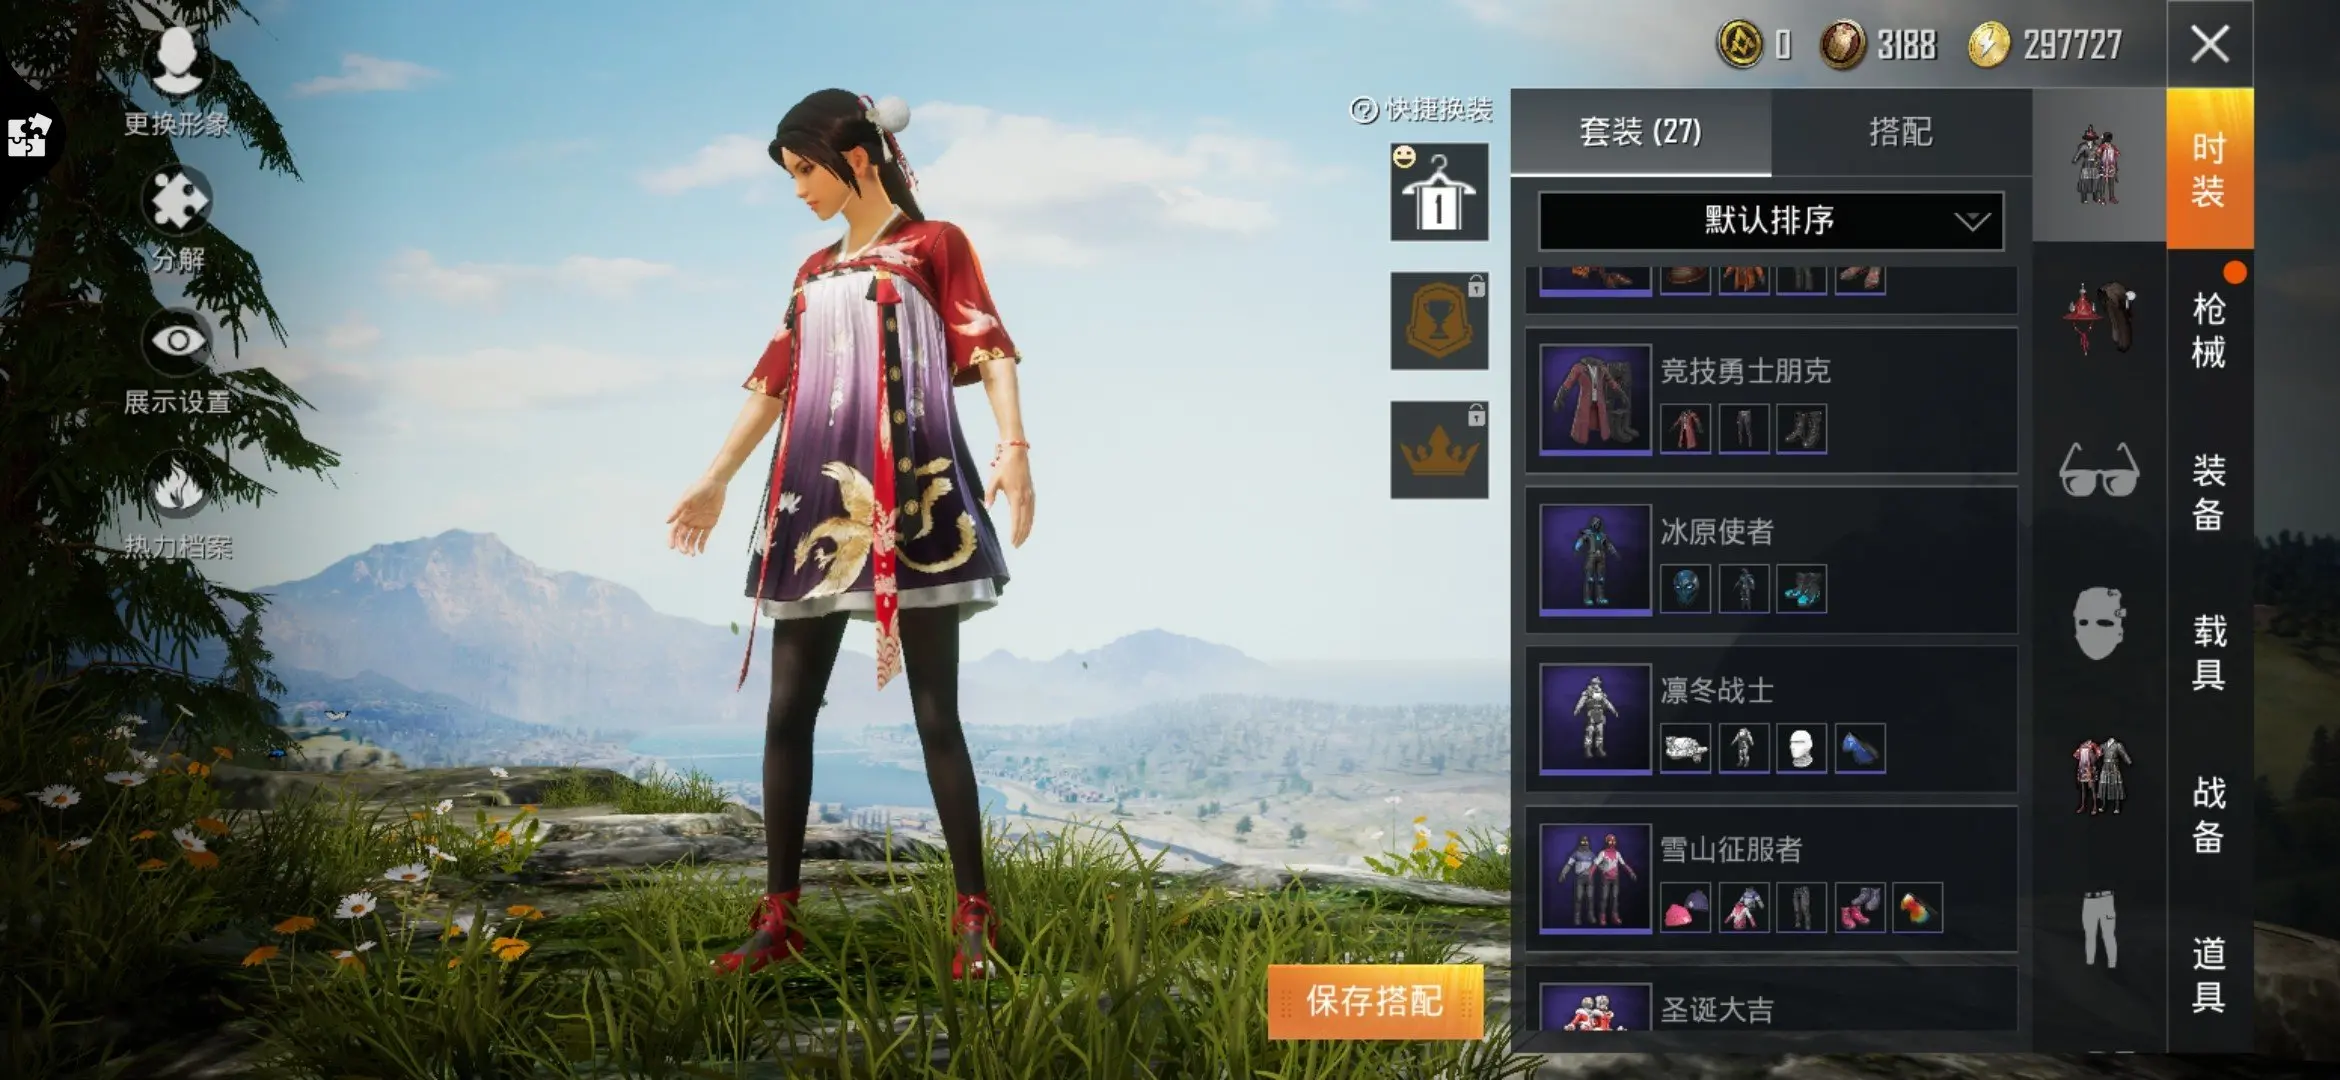 0 3188 297727
更换形象
分解
展示设置
热力档案
快捷换装
1
套装 (27)
搭配
默认排序
竞技勇士朋克
冰原使者
凛冬战士
雪山征服者
圣诞大吉
保存搭配
时装
枪械
装备
载具
战备
道具